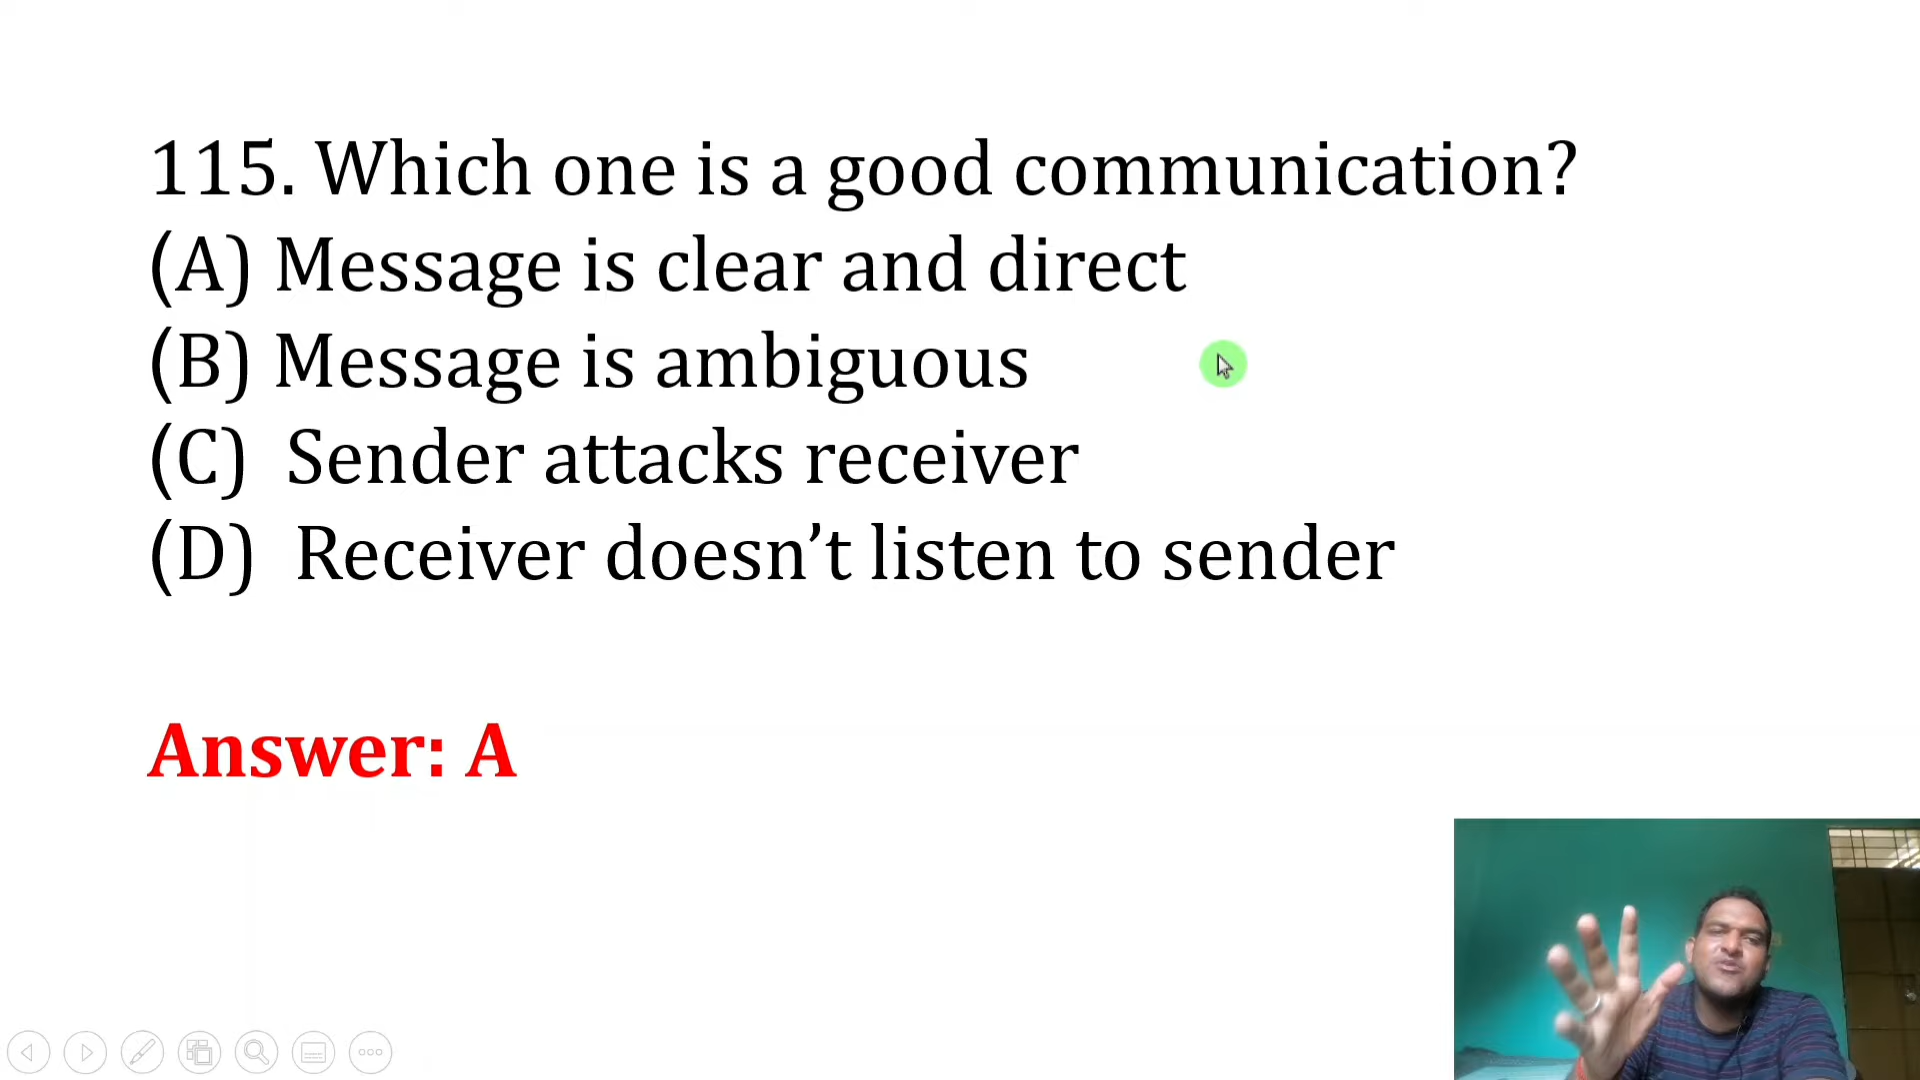 115. Which one is a good communication?
(A) Message is clear and direct
(B) Message is ambiguous
(C) Sender attacks receiver
(D) Receiver doesn’t listen to sender
Answer: A